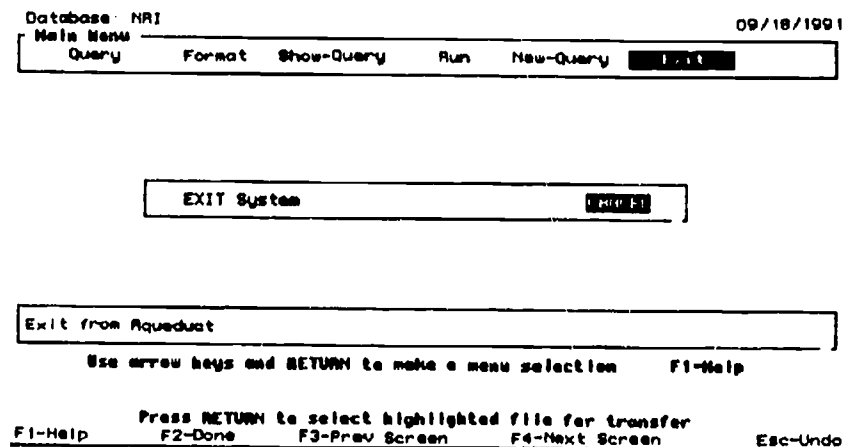 Database: NRI
09/18/1991
Main Menu
Query Format Show-Query Run New-Query Exit
EXIT System CANCEL
Exit from Aqueduct
Use arrow keys and RETURN to make a menu selection F1-Help
Press RETURN to select highlighted file for transfer
F1-Help F2-Done F3-Prev Screen F4-Next Screen Esc-Undo